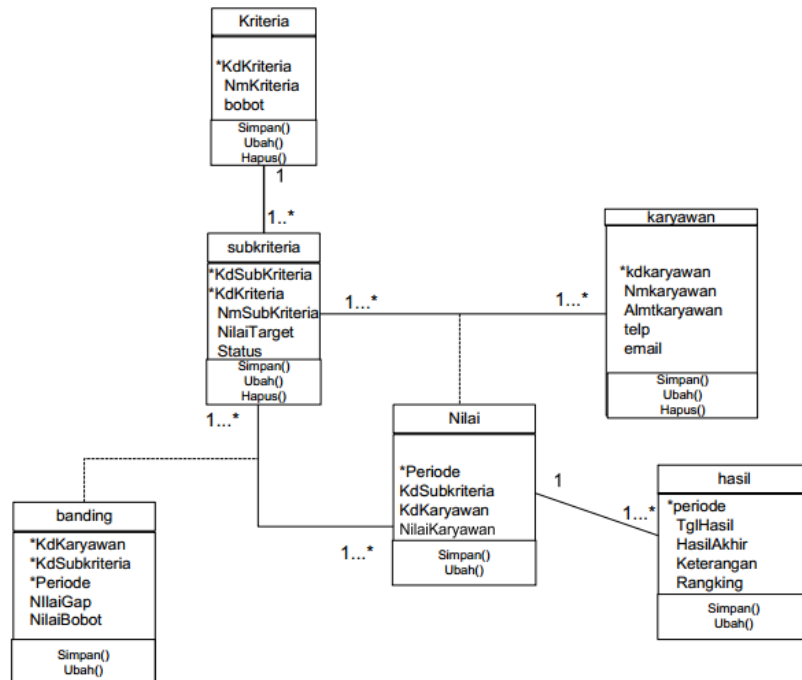 Kriteria
*KdKriteria
NmKriteria
bobot
Simpan()
Ubah()
Hapus()
1
1..*
subkriteria
*KdSubKriteria
*KdKriteria
NmSubKriteria
NilaiTarget
Status
Simpan()
Ubah()
Hapus()
1...*
1...*
karyawan
*kdkaryawan
Nmkaryawan
Almtkaryawan
telp
email
Simpan()
Ubah()
Hapus()
1...*
1...*
Nilai
*Periode
KdSubkriteria
KdKaryawan
NilaiKaryawan
Simpan()
Ubah()
1
1...*
hasil
*periode
TglHasil
HasilAkhir
Keterangan
Rangking
Simpan()
Ubah()
banding
*KdKaryawan
*KdSubkriteria
*Periode
NIlaiGap
NilaiBobot
Simpan()
Ubah()